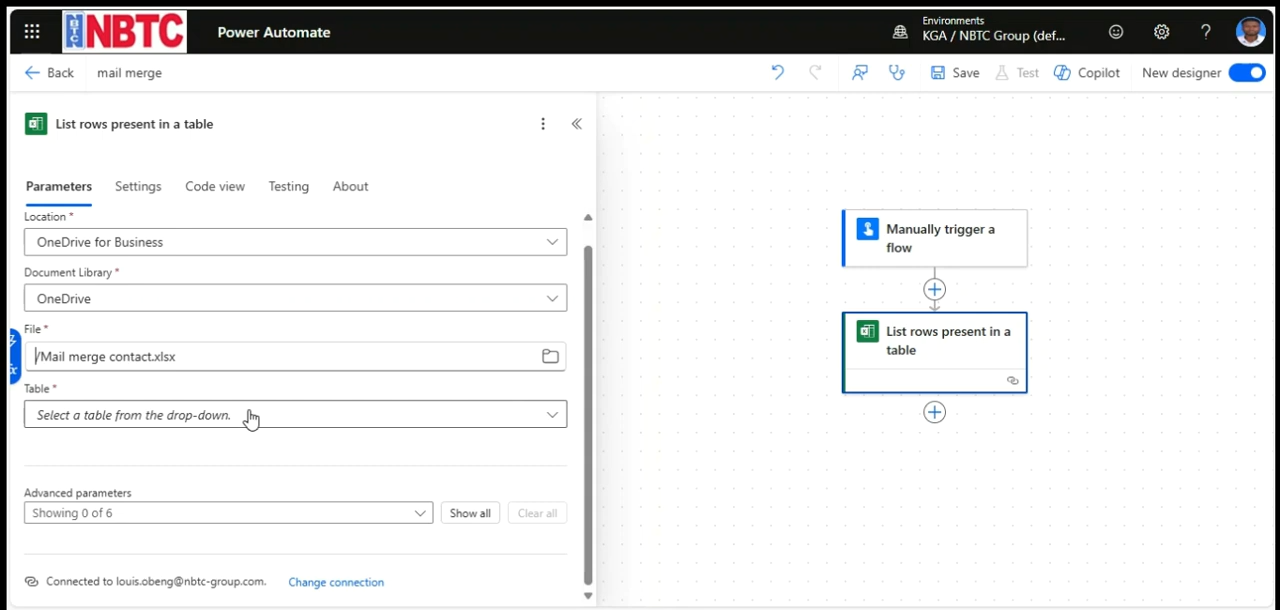 NBTC
NBTC
Power Automate
Environments
KGA / NBTC Group (def...
?
Back
mail merge
Save
Test
Copilot
New designer
List rows present in a table
Parameters
Settings
Code view
Testing
About
Location *
OneDrive for Business
Document Library *
OneDrive
File *
/Mail merge contact.xlsx
Table *
Select a table from the drop-down.
Advanced parameters
Showing 0 of 6
Show all
Clear all
Connected to louis.obeng@nbtc-group.com.
Change connection
Manually trigger a
flow
List rows present in a
table